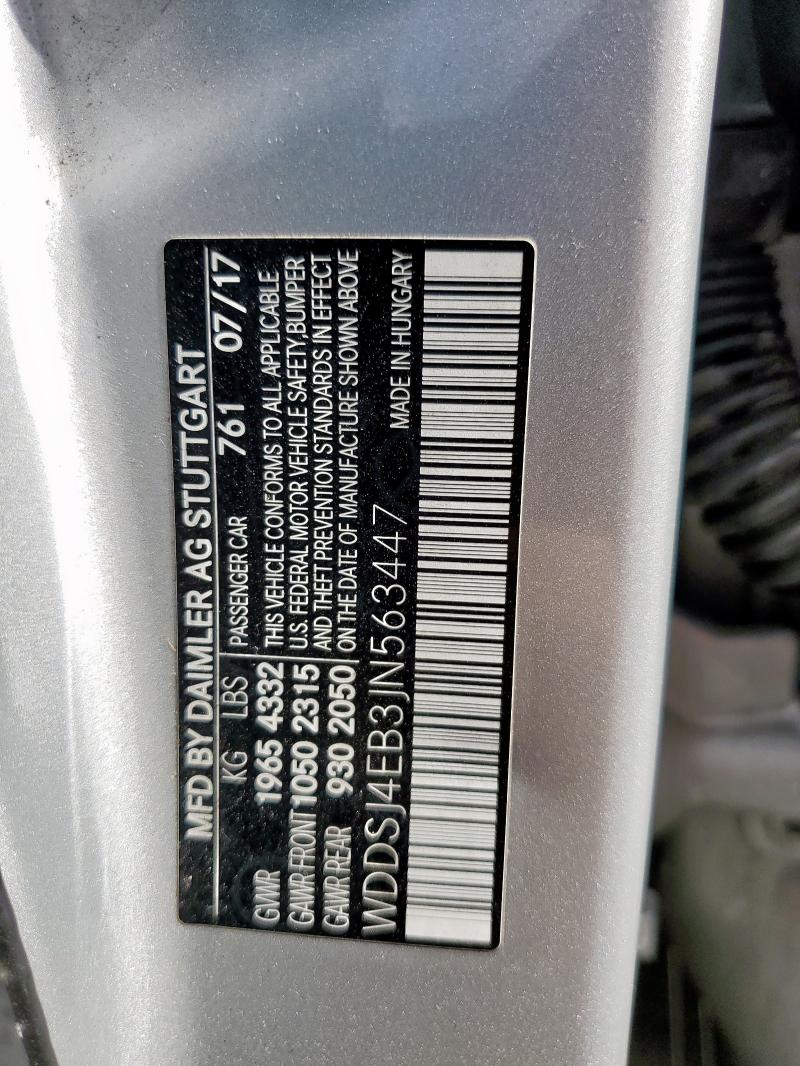 MFD BY DAIMLER AG STUTTGART
KG LBS PASSENGER CAR 761 07/17
GVWR 1965 4332 THIS VEHICLE CONFORMS TO ALL APPLICABLE
GAWR FRONT 1050 2315 U.S. FEDERAL MOTOR VEHICLE SAFETY,BUMPER
AND THEFT PREVENTION STANDARDS IN EFFECT
GAWR REAR 930 2050 ON THE DATE OF MANUFACTURE SHOWN ABOVE
WDDSJ4EB3JN563447 MADE IN HUNGARY